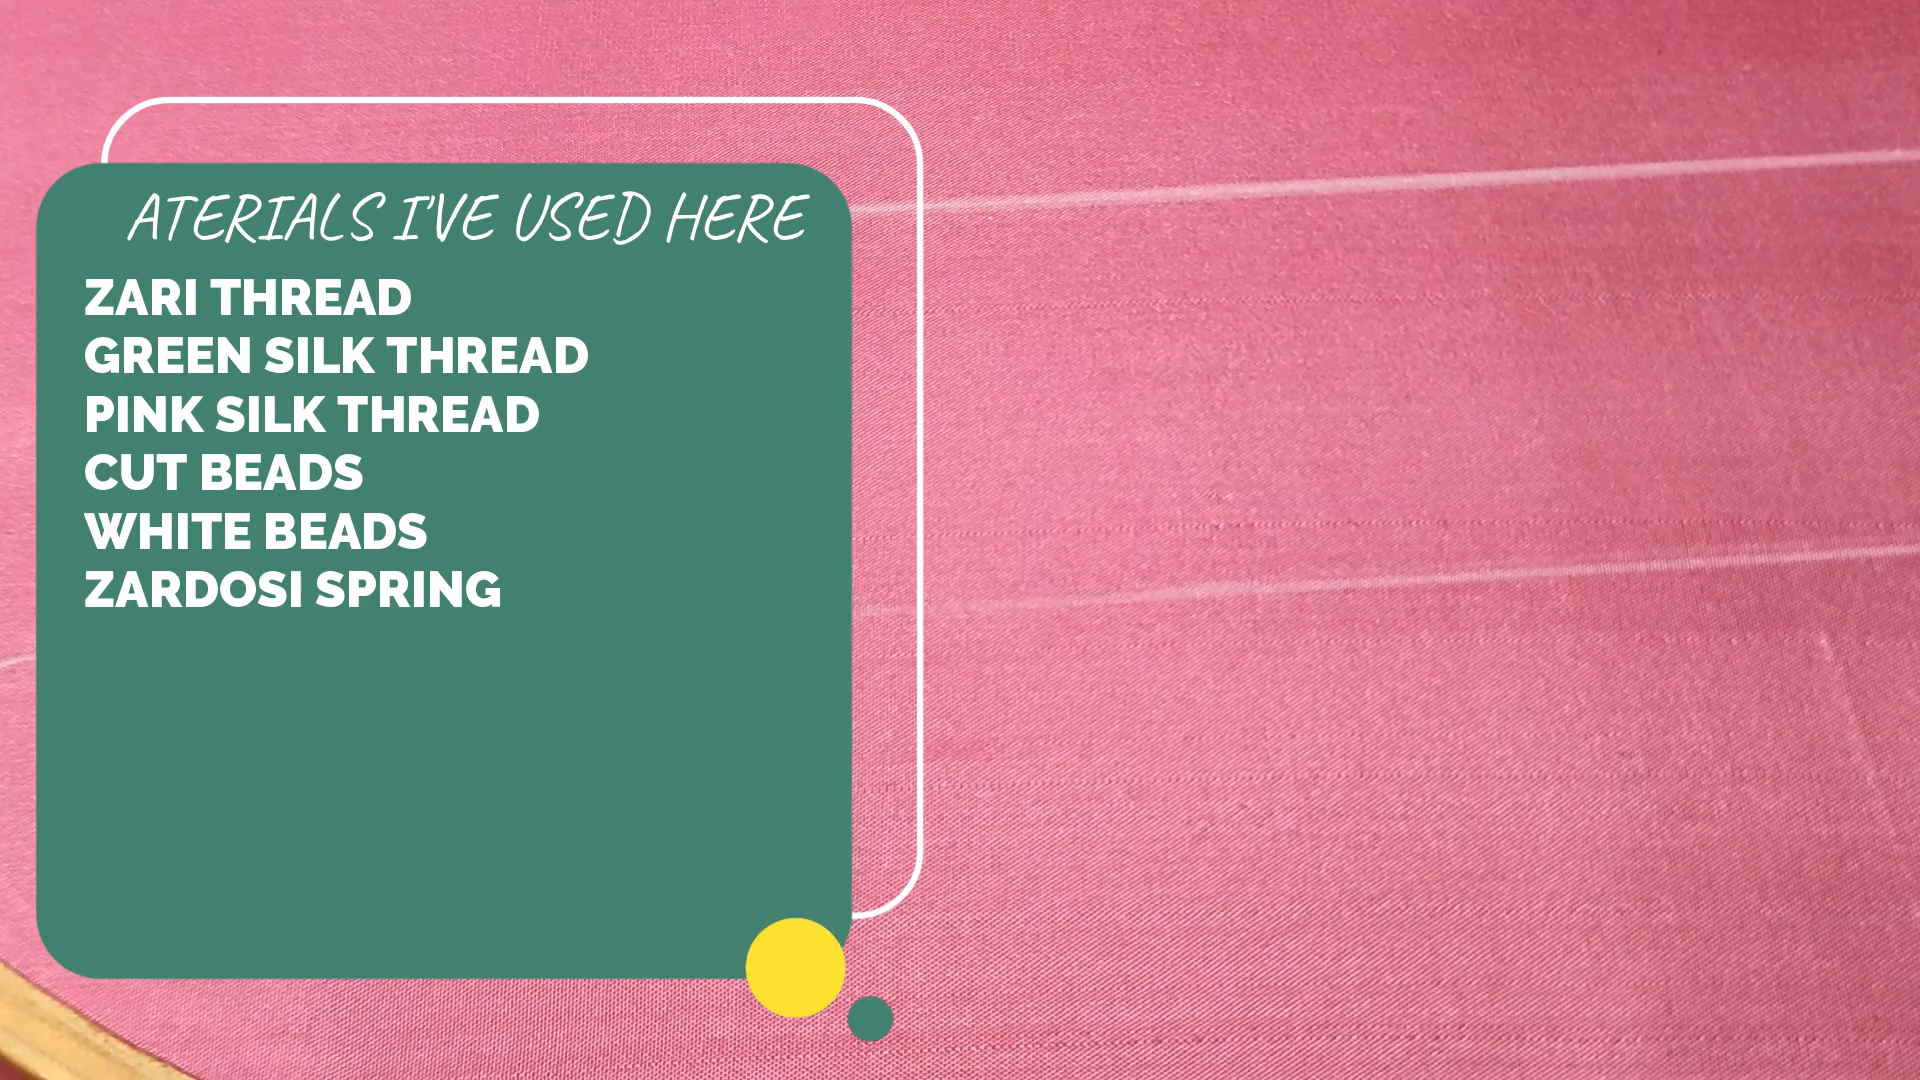 ATERIALS I'VE USED HERE
ZARI THREAD
GREEN SILK THREAD
PINK SILK THREAD
CUT BEADS
WHITE BEADS
ZARDOSI SPRING